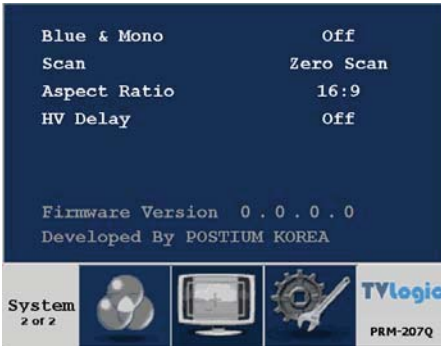 Blue & Mono Off
Scan Zero Scan
Aspect Ratio 16:9
HV Delay Off
Firmware Version 0.0.0.0
Developed By POSTIUM KOREA
System
2 of 2
TVlogic
PRM-207Q